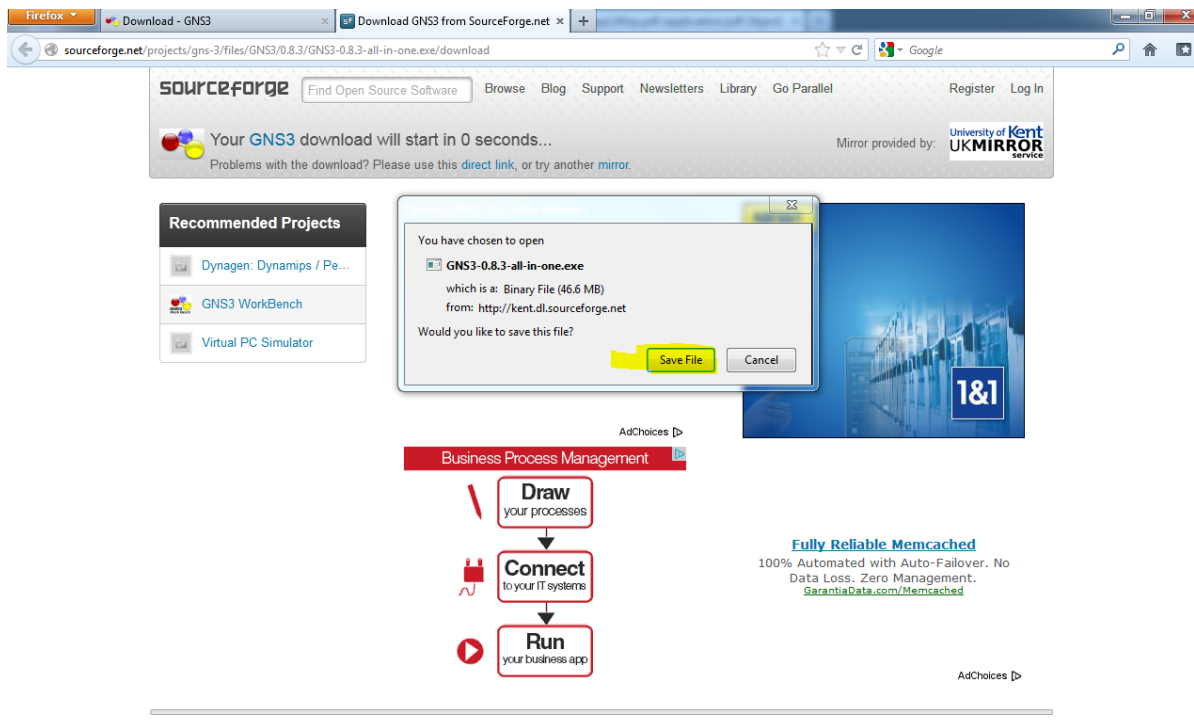 Firefox
Download - GNS3
Download GNS3 from SourceForge.net
sourceforge.net/projects/gns-3/files/GNS3/0.8.3/GNS3-0.8.3-all-in-one.exe/download
Google
sourceforge
Find Open Source Software
Browse Blog Support Newsletters Library Go Parallel
Register Log In
Your GNS3 download will start in 0 seconds...
Problems with the download? Please use this direct link, or try another mirror.
Mirror provided by:
University of Kent
UKMIRROR
service
Recommended Projects
Dynagen: Dynamips / Pe...
GNS3 WorkBench
Virtual PC Simulator
You have chosen to open
GNS3-0.8.3-all-in-one.exe
which is a: Binary File (46.6 MB)
from: http://kent.dl.sourceforge.net
Would you like to save this file?
Save File
Cancel
1&1
AdChoices
Business Process Management
Draw
your processes
Connect
to your IT systems
Run
your business app
Fully Reliable Memcached
100% Automated with Auto-Failover. No
Data Loss. Zero Management.
GarantiaData.com/Memcached
AdChoices